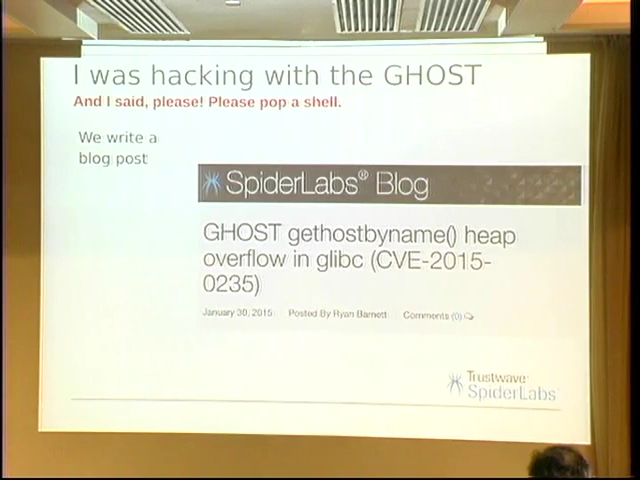 I was hacking with the GHOST
And I said, please! Please pop a shell.
We write a
blog post
SpiderLabs® Blog
GHOST gethostbyname() heap
overflow in glibc (CVE-2015-
0235)
January 30, 2015 Posted By Ryan Barnett Comments (0)
Trustwave®
SpiderLabs®